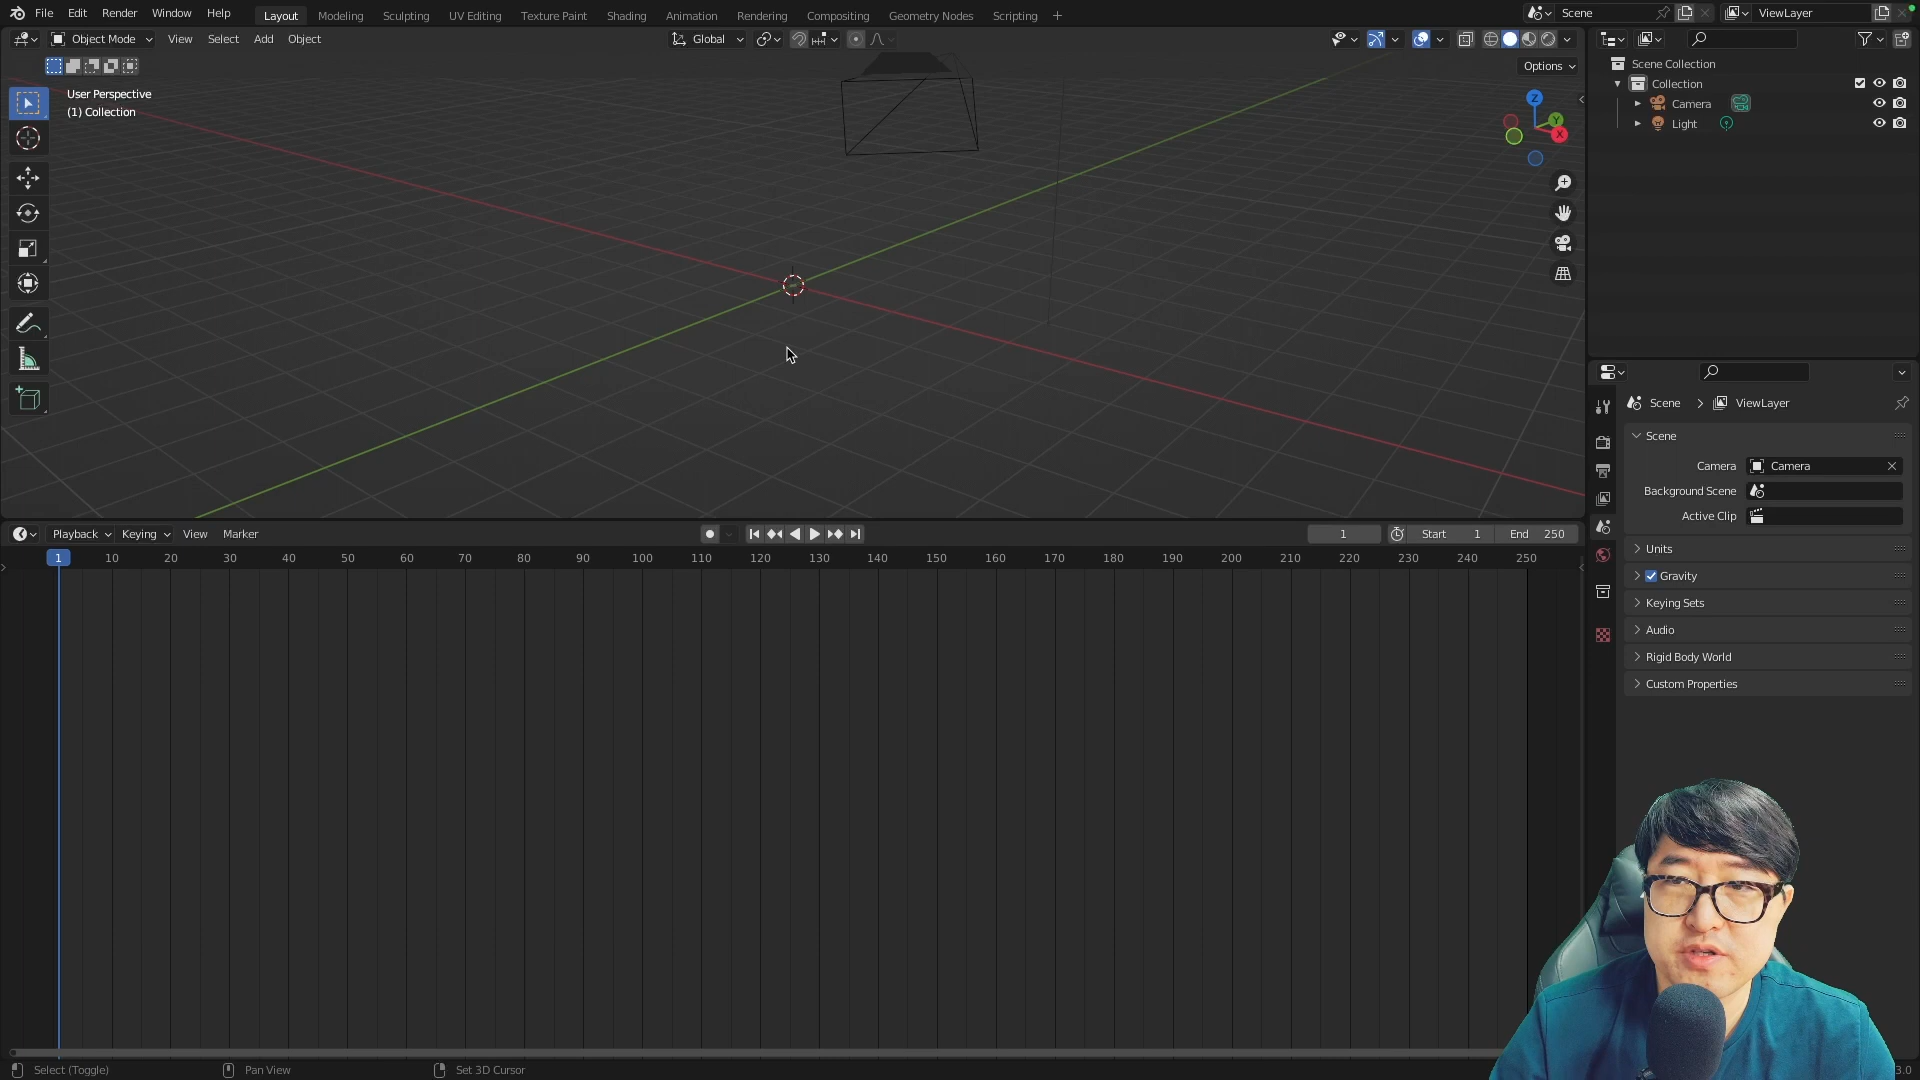 File Edit Render Window Help
Layout Modeling Sculpting UV Editing Texture Paint Shading Animation Rendering Compositing Geometry Nodes Scripting +
Scene
ViewLayer
Object Mode View Select Add Object
Global
Options
User Perspective
(1) Collection
Z
Y
X
Scene Collection
Collection
Camera
Light
Scene > ViewLayer
Scene
Camera Camera
Background Scene
Active Clip
Units
Gravity
Keying Sets
Audio
Rigid Body World
Custom Properties
Playback Keying View Marker
1 Start 1 End 250
1 10 20 30 40 50 60 70 80 90 100 110 120 130 140 150 160 170 180 190 200 210 220 230 240 250
Select (Toggle) Pan View Set 3D Cursor
3.0